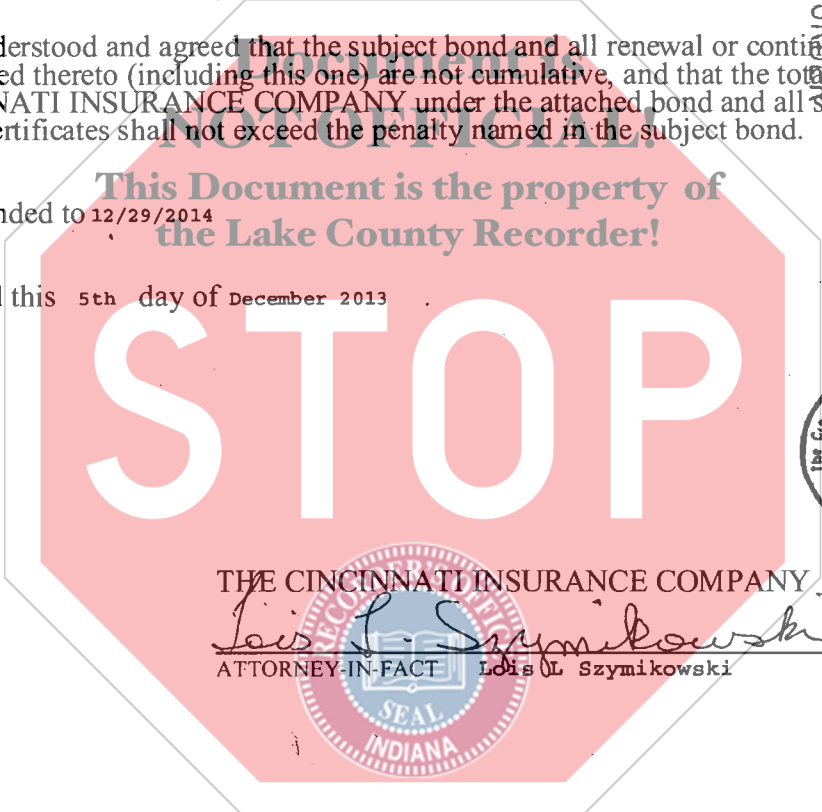 derstood and agreed that the subject bond and all renewal or contin
ed thereto (including this one) are not cumulative, and that the tot
NATI INSURANCE COMPANY under the attached bond and all s
ertificates shall not exceed the penalty named in the subject bond.
Document is
NOT OFFICIAL!
This Document is the property of
the Lake County Recorder!
nded to 12/29/2014
d this 5th day of December 2013 .
STOP
THE CINCINNATI INSURANCE COMPANY
Lois L. Szymikowski
ATTORNEY-IN-FACT Lois L Szymikowski
RECORDER'S OFFICE
SEAL
INDIANA